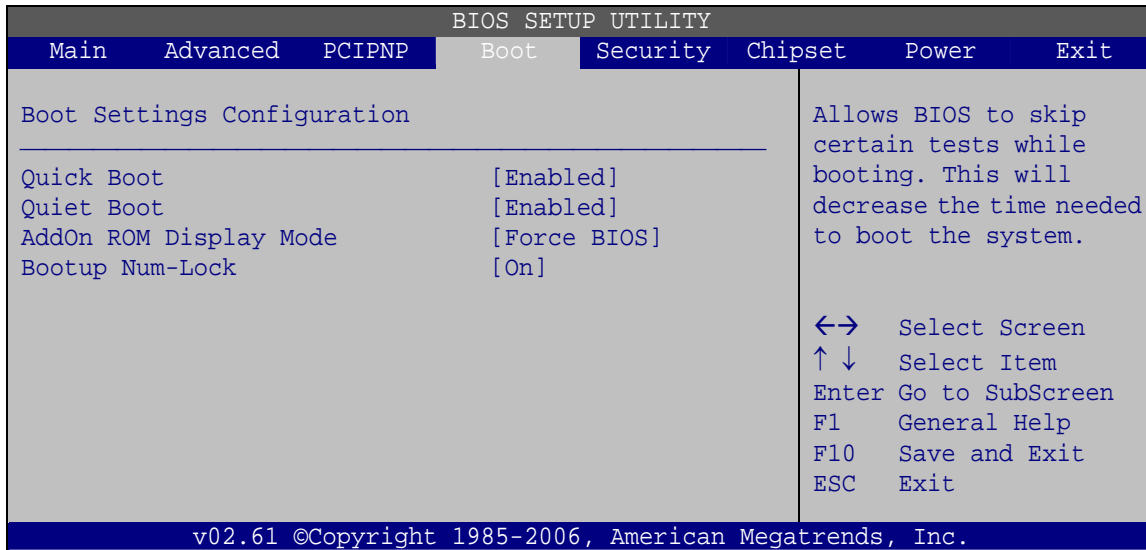 BIOS SETUP UTILITY
Main Advanced PCIPNP Boot Security Chipset Power Exit
Boot Settings Configuration
Quick Boot [Enabled]
Quiet Boot [Enabled]
AddOn ROM Display Mode [Force BIOS]
Bootup Num-Lock [On]
Allows BIOS to skip
certain tests while
booting. This will
decrease the time needed
to boot the system.
←→ Select Screen
↑ ↓ Select Item
Enter Go to SubScreen
F1 General Help
F10 Save and Exit
ESC Exit
v02.61 ©Copyright 1985-2006, American Megatrends, Inc.